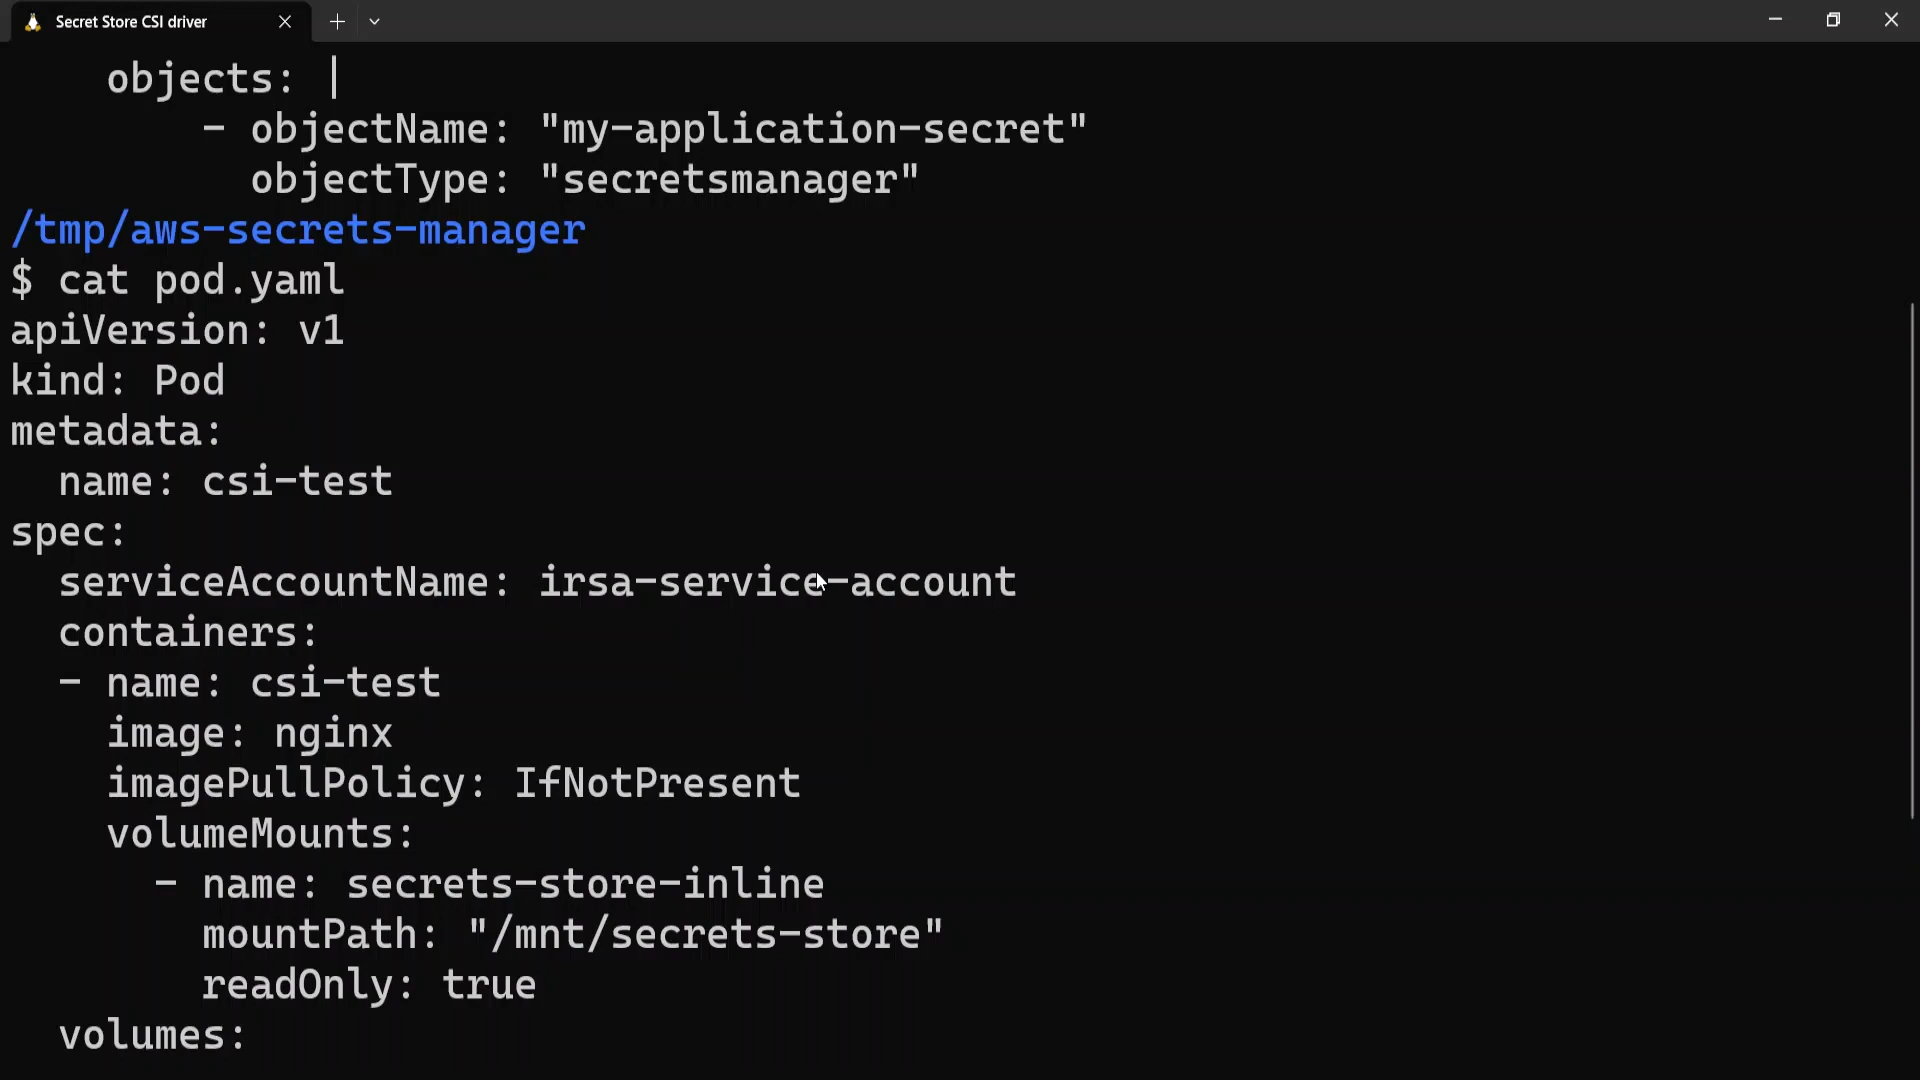 Secret Store CSI driver
objects: |
- objectName: "my-application-secret"
objectType: "secretsmanager"
/tmp/aws-secrets-manager
$ cat pod.yaml
apiVersion: v1
kind: Pod
metadata:
name: csi-test
spec:
serviceAccountName: irsa-service-account
containers:
- name: csi-test
image: nginx
imagePullPolicy: IfNotPresent
volumeMounts:
- name: secrets-store-inline
mountPath: "/mnt/secrets-store"
readOnly: true
volumes: